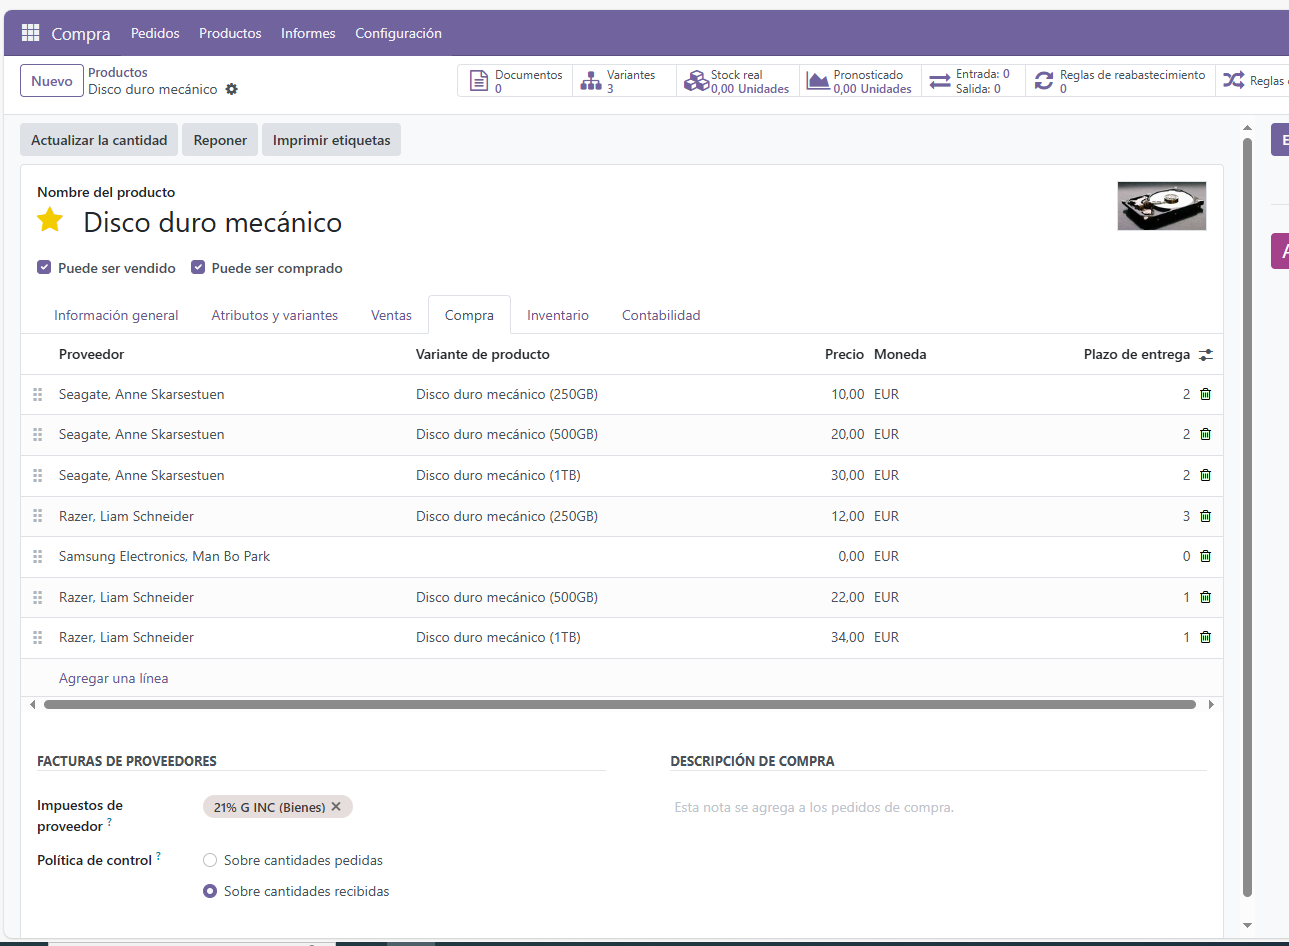 Compra Pedidos Productos Informes Configuración
Nuevo
Productos
Disco duro mecánico
Documentos
0
Variantes
3
Stock real
0,00 Unidades
Pronosticado
0,00 Unidades
Entrada: 0
Salida: 0
Reglas de reabastecimiento
0
Reglas
Actualizar la cantidad Reponer Imprimir etiquetas
Nombre del producto
Disco duro mecánico
Puede ser vendido Puede ser comprado
Información general Atributos y variantes Ventas Compra Inventario Contabilidad
Proveedor Variante de producto Precio Moneda Plazo de entrega
Seagate, Anne Skarsestuen Disco duro mecánico (250GB) 10,00 EUR 2
Seagate, Anne Skarsestuen Disco duro mecánico (500GB) 20,00 EUR 2
Seagate, Anne Skarsestuen Disco duro mecánico (1TB) 30,00 EUR 2
Razer, Liam Schneider Disco duro mecánico (250GB) 12,00 EUR 3
Samsung Electronics, Man Bo Park 0,00 EUR 0
Razer, Liam Schneider Disco duro mecánico (500GB) 22,00 EUR 1
Razer, Liam Schneider Disco duro mecánico (1TB) 34,00 EUR 1
Agregar una línea
FACTURAS DE PROVEEDORES
Impuestos de
proveedor ?
21% G INC (Bienes)
Política de control ?
Sobre cantidades pedidas
Sobre cantidades recibidas
DESCRIPCIÓN DE COMPRA
Esta nota se agrega a los pedidos de compra.